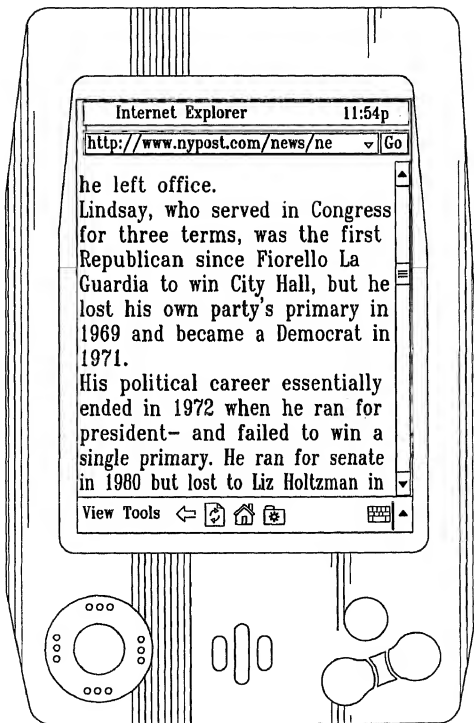 Internet Explorer 11:54p
http://www.nypost.com/news/ne Go
he left office.
Lindsay, who served in Congress
for three terms, was the first
Republican since Fiorello La
Guardia to win City Hall, but he
lost his own party's primary in
1969 and became a Democrat in
1971.
His political career essentially
ended in 1972 when he ran for
president– and failed to win a
single primary. He ran for senate
in 1980 but lost to Liz Holtzman in
View Tools